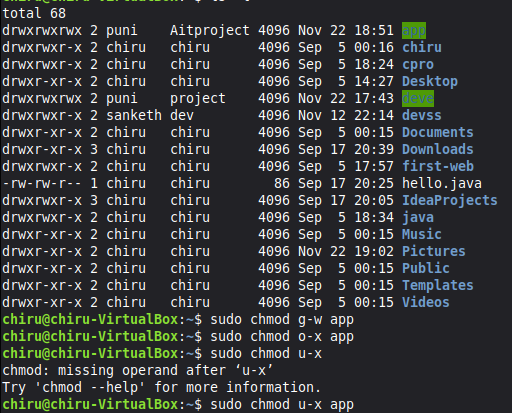 total 68
drwxrwxrwx 2 puni    Aitproject 4096 Nov 22 18:51 app
drwxrwxr-x 2 chiru   chiru      4096 Sep  5 00:16 chiru
drwxrwxr-x 2 chiru   chiru      4096 Sep  5 18:24 cpro
drwxr-xr-x 2 chiru   chiru      4096 Sep  5 14:27 Desktop
drwxrwxrwx 2 puni    project    4096 Nov 22 17:43 deve
drwxrwxr-x 2 sanketh dev        4096 Nov 12 22:14 devss
drwxr-xr-x 2 chiru   chiru      4096 Sep  5 00:15 Documents
drwxrwxr-x 3 chiru   chiru      4096 Sep 17 20:39 Downloads
drwxrwxr-x 2 chiru   chiru      4096 Sep  5 17:57 first-web
-rw-rw-r-- 1 chiru   chiru        86 Sep 17 20:25 hello.java
drwxrwxr-x 3 chiru   chiru      4096 Sep 17 20:05 IdeaProjects
drwxrwxr-x 2 chiru   chiru      4096 Sep  5 18:34 java
drwxr-xr-x 2 chiru   chiru      4096 Sep  5 00:15 Music
drwxr-xr-x 2 chiru   chiru      4096 Nov 22 19:02 Pictures
drwxr-xr-x 2 chiru   chiru      4096 Sep  5 00:15 Public
drwxr-xr-x 2 chiru   chiru      4096 Sep  5 00:15 Templates
drwxr-xr-x 2 chiru   chiru      4096 Sep  5 00:15 Videos
chiru@chiru-VirtualBox:~$ sudo chmod g-w app
chiru@chiru-VirtualBox:~$ sudo chmod o-x app
chiru@chiru-VirtualBox:~$ sudo chmod u-x
chmod: missing operand after ‘u-x’
Try 'chmod --help' for more information.
chiru@chiru-VirtualBox:~$ sudo chmod u-x app